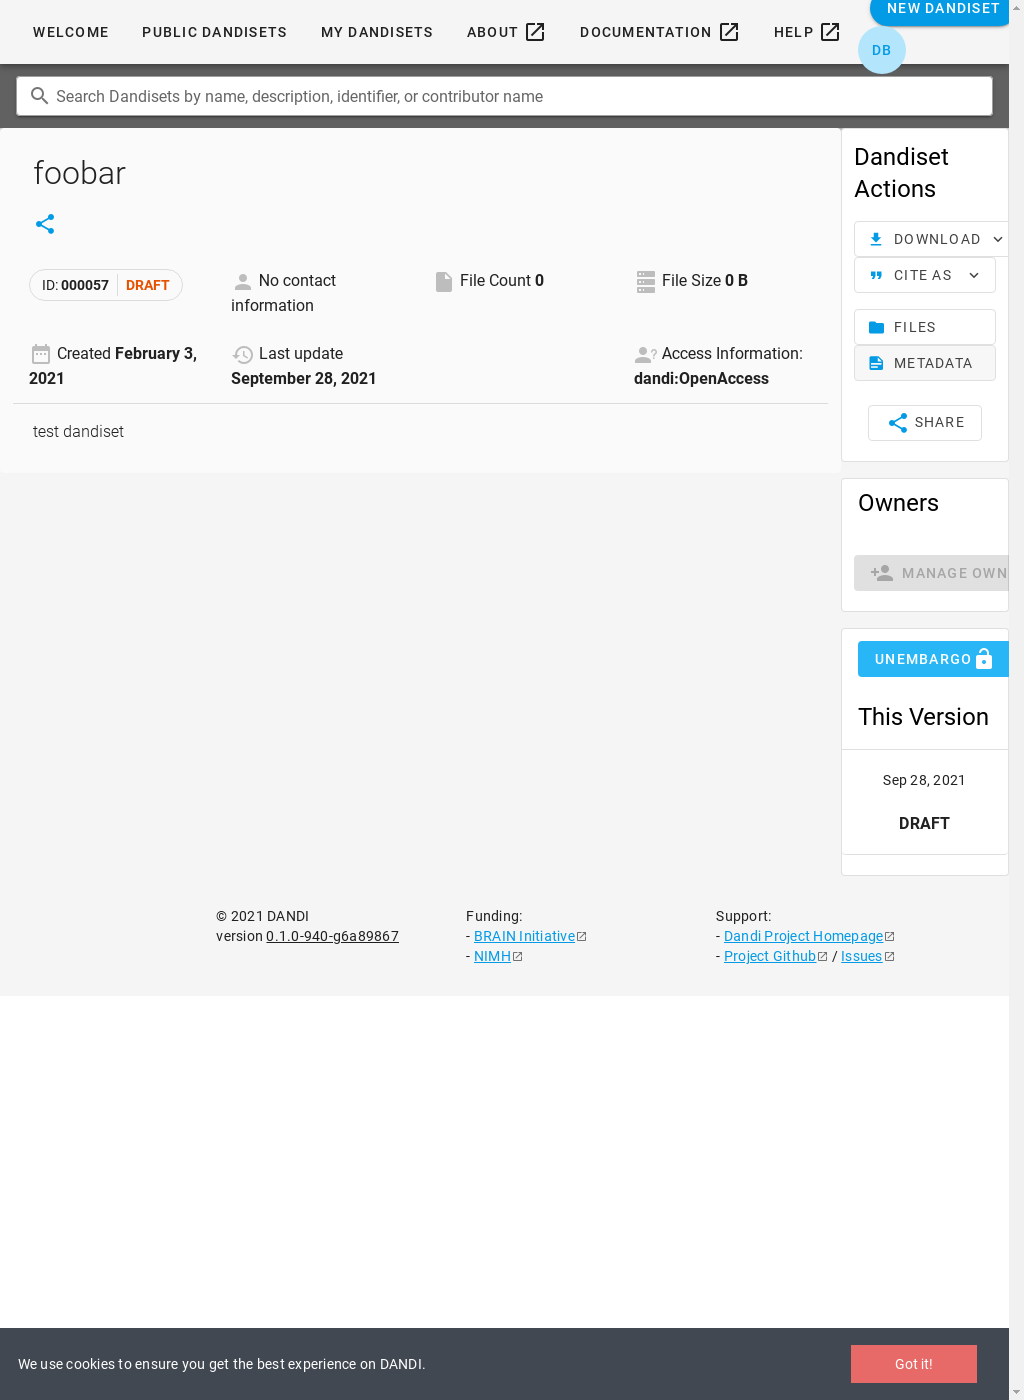 WELCOME PUBLIC DANDISETS MY DANDISETS ABOUT DOCUMENTATION HELP NEW DANDISET
DB
Search Dandisets by name, description, identifier, or contributor name
foobar
ID: 000057 DRAFT
No contact
information
File Count 0
File Size 0 B
Created February 3,
2021
Last update
September 28, 2021
Access Information:
dandi:OpenAccess
test dandiset
Dandiset
Actions
DOWNLOAD
CITE AS
FILES
METADATA
SHARE
Owners
MANAGE OWN
UNEMBARGO
This Version
Sep 28, 2021
DRAFT
© 2021 DANDI
version 0.1.0-940-g6a89867
Funding:
- BRAIN Initiative
- NIMH
Support:
- Dandi Project Homepage
- Project Github / Issues
We use cookies to ensure you get the best experience on DANDI.
Got it!